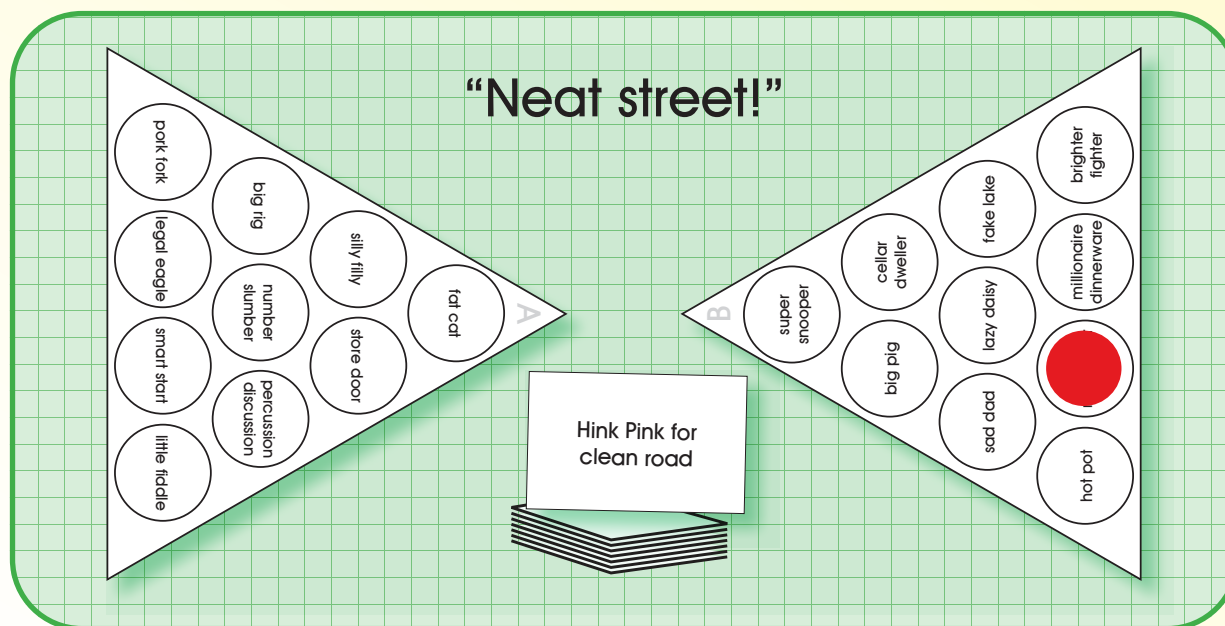 “Neat street!”
pork fork
legal eagle
smart start
little fiddle
big rig
number
slumber
percussion
discussion
silly filly
store door
fat cat
A
B
super
snooper
cellar
dweller
big pig
fake lake
lazy daisy
sad dad
brighter
fighter
millionaire
dinnerware
hot pot
Hink Pink for
clean road